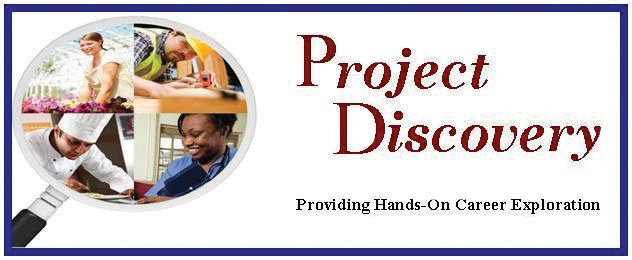 Project
Discovery
Providing Hands-On Career Exploration